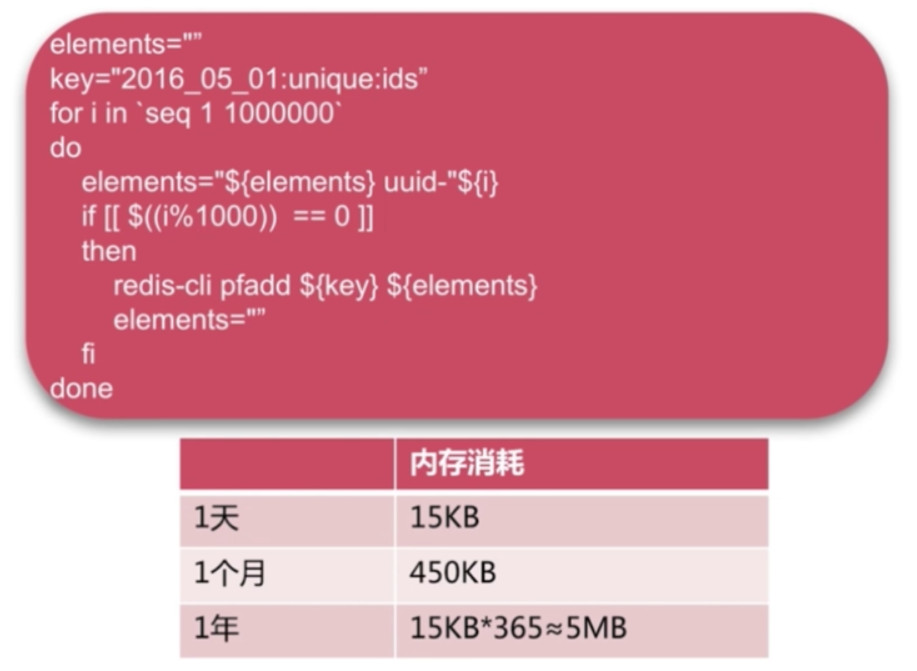 elements="”
key="2016_05_01:unique:ids”
for i in `seq 1 1000000`
do
elements="${elements} uuid-"${i}
if [[ $((i%1000))  == 0 ]]
then
redis-cli pfadd ${key} ${elements}
elements="”
fi
done
内存消耗
1天 15KB
1个月 450KB
1年 15KB*365≈5MB